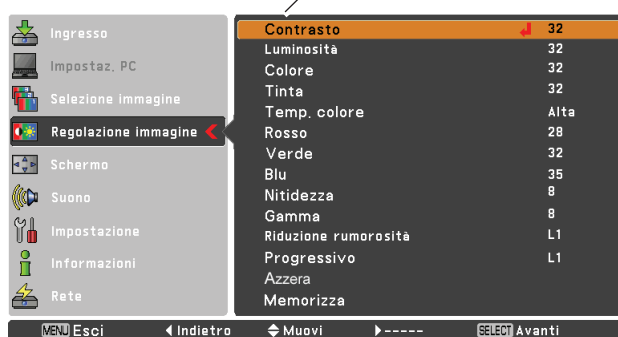 Ingresso
Impostaz. PC
Selezione immagine
Regolazione immagine
Schermo
Suono
Impostazione
Informazioni
Rete
Contrasto 32
Luminosità 32
Colore 32
Tinta 32
Temp. colore Alta
Rosso 28
Verde 32
Blu 35
Nitidezza 8
Gamma 8
Riduzione rumorosità L1
Progressivo L1
Azzera
Memorizza
MENU Esci Indietro Muovi ----- SELECT Avanti